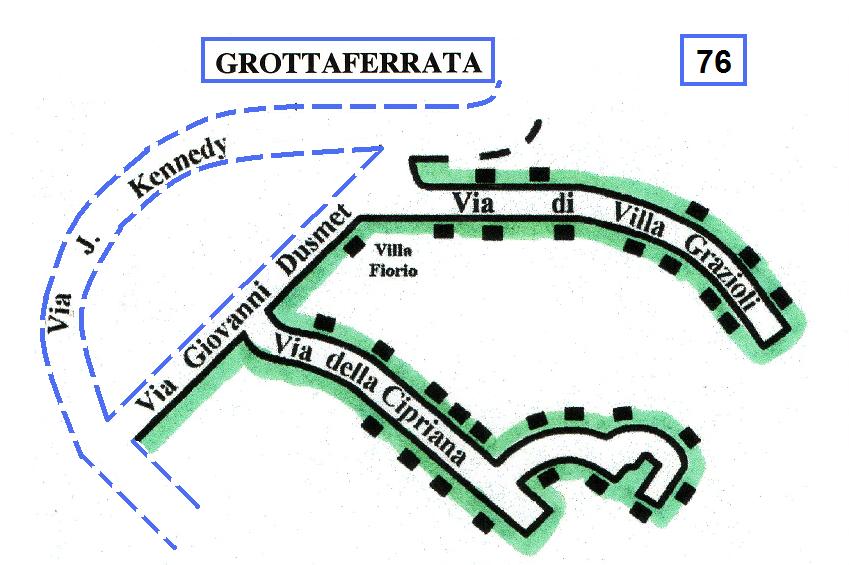 GROTTAFERRATA
76
Via J. Kennedy
Via di Villa Grazioli
Via Giovanni Dusmet
Villa
Fiorio
Via della Cipriana